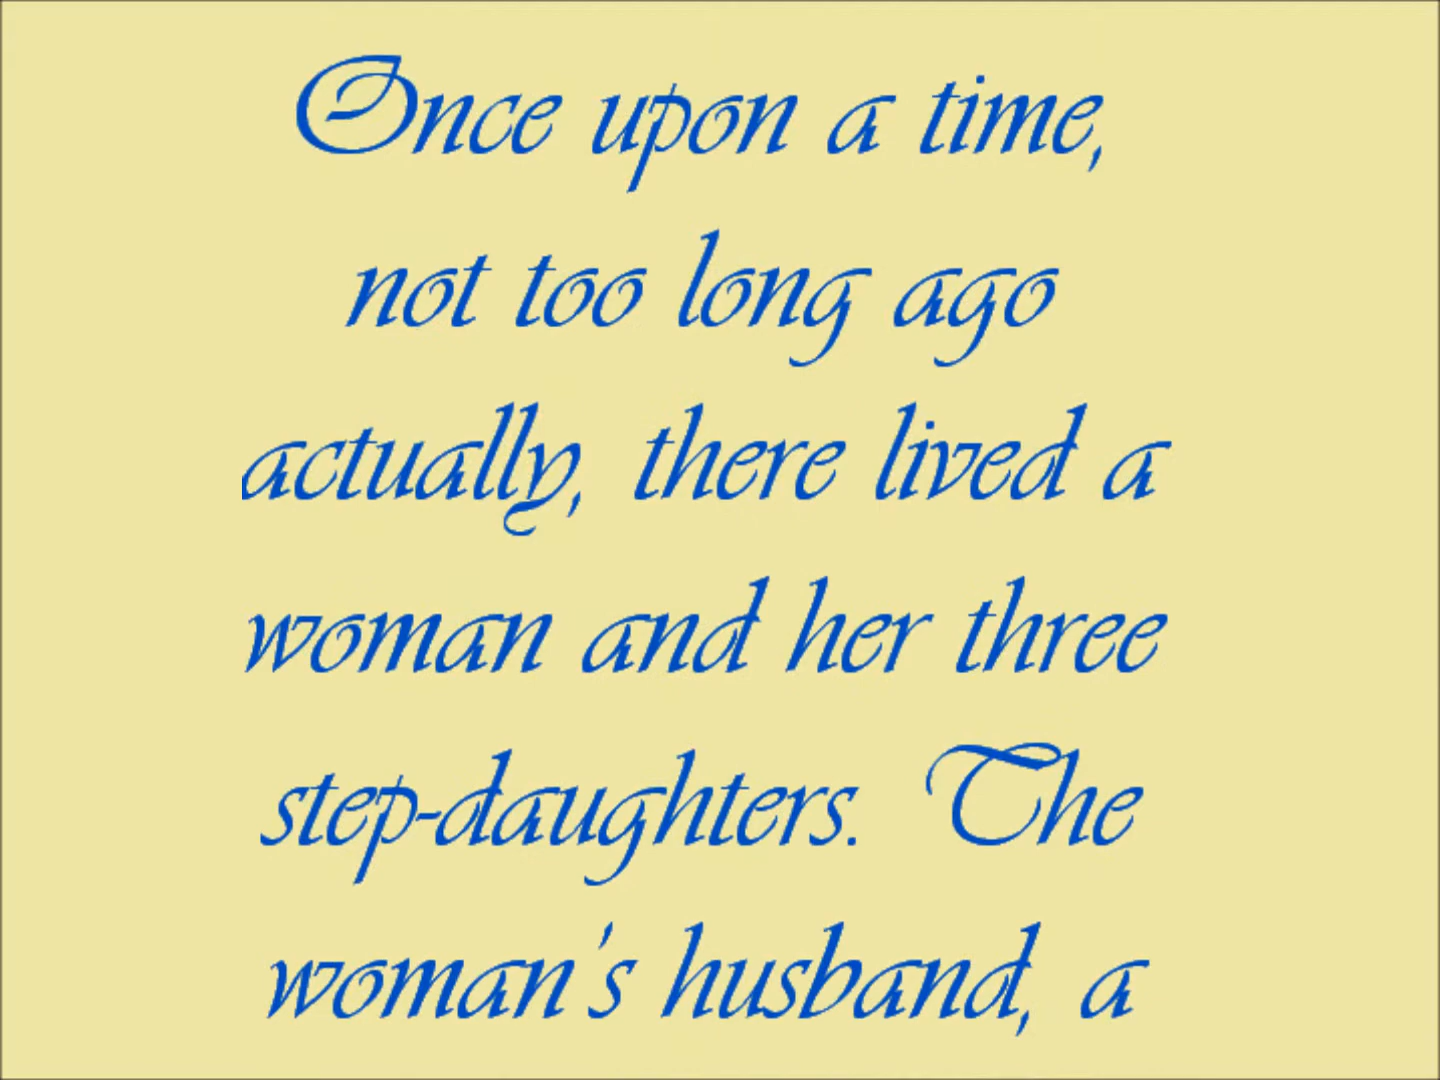 Once upon a time,
not too long ago
actually, there lived a
woman and her three
step-daughters. The
woman's husband, a